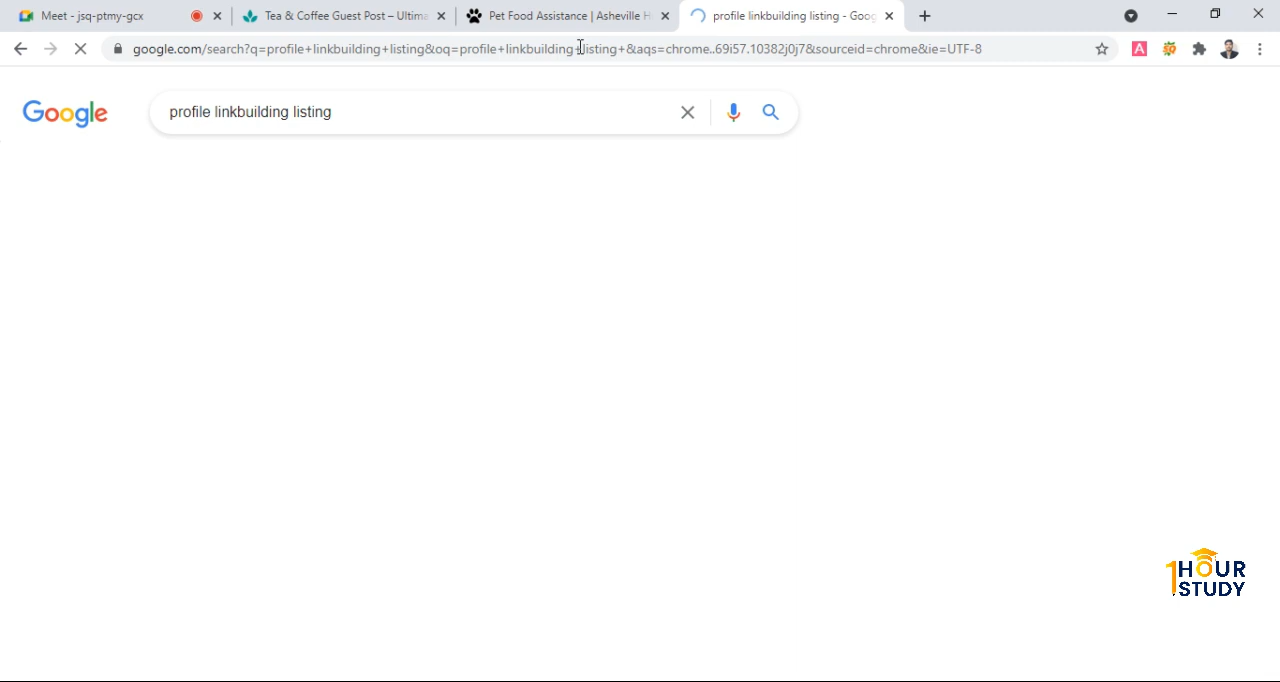 Meet - jsq-ptmy-gcx
Tea & Coffee Guest Post – Ultima
Pet Food Assistance | Asheville H
profile linkbuilding listing - Goog
google.com/search?q=profile+linkbuilding+listing&oq=profile+linkbuilding+listing+&aqs=chrome..69i57.10382j0j7&sourceid=chrome&ie=UTF-8
Google
profile linkbuilding listing
1HOUR
STUDY